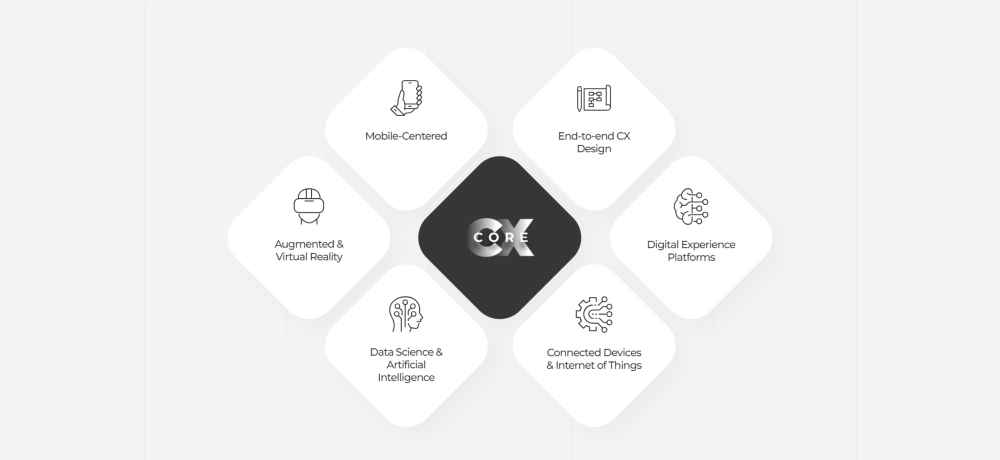 Mobile-Centered
End-to-end CX
Design
Augmented &
Virtual Reality
CX
CORE
Digital Experience
Platforms
Data Science &
Artificial
Intelligence
Connected Devices
& Internet of Things